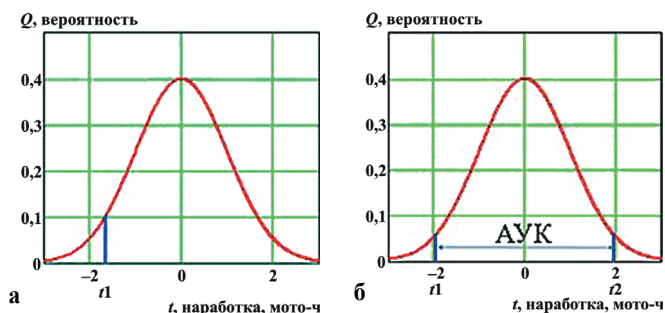 Q, вероятность
0,4
0,3
0,2
0,1
0
–2
0
2
t1
t, наработка, мото-ч
а
Q, вероятность
0,4
0,3
0,2
0,1
0
АУК
–2
0
2
t1
t2
t, наработка, мото-ч
б